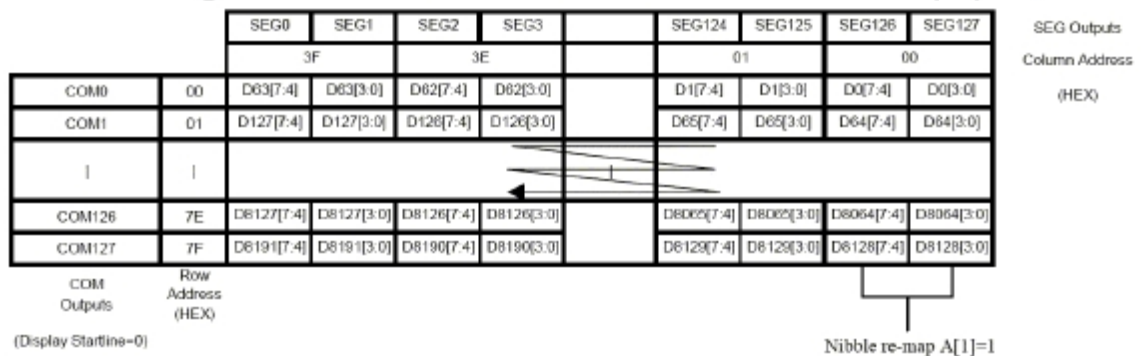 SEG0 SEG1 SEG2 SEG3 SEG124 SEG125 SEG126 SEG127 SEG Outputs
3F 3E 01 00 Column Address
COM0 00 D63[7:4] D63[3:0] D62[7:4] D62[3:0] D1[7:4] D1[3:0] D0[7:4] D0[3:0] (HEX)
COM1 01 D127[7:4] D127[3:0] D126[7:4] D126[3:0] D65[7:4] D65[3:0] D64[7:4] D64[3:0]
| | |
COM126 7E D8127[7:4] D8127[3:0] D8126[7:4] D8126[3:0] D8065[7:4] D8065[3:0] D8064[7:4] D8064[3:0]
COM127 7F D8191[7:4] D8191[3:0] D8190[7:4] D8190[3:0] D8129[7:4] D8129[3:0] D8128[7:4] D8128[3:0]
COM
Outputs
Row
Address
(HEX)
(Display Startline=0)
Nibble re-map A[1]=1